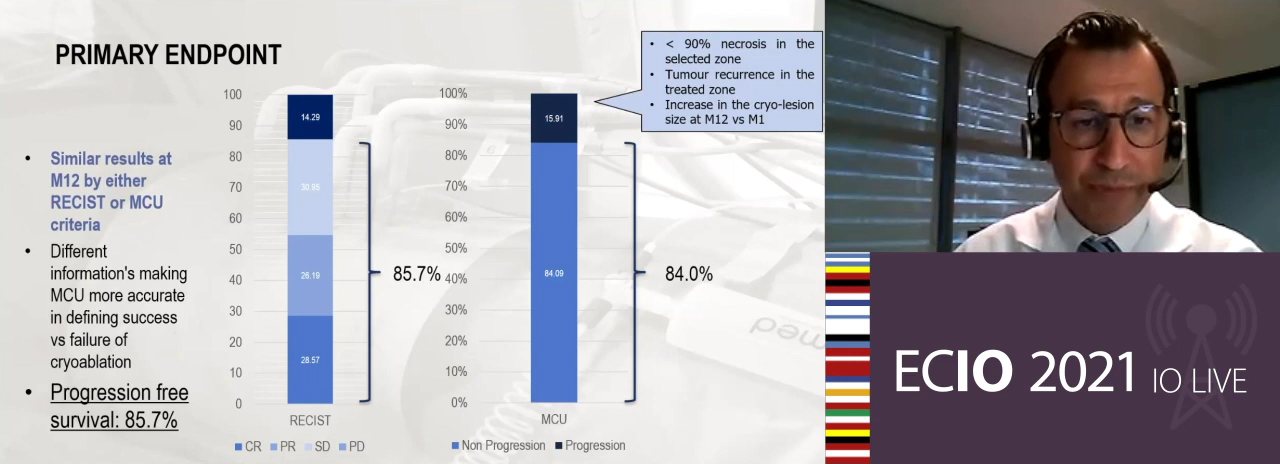 PRIMARY ENDPOINT
• < 90% necrosis in the
selected zone
• Tumour recurrence in the
treated zone
• Increase in the cryo-lesion
size at M12 vs M1
• Similar results at
M12 by either
RECIST or MCU
criteria
• Different
information's making
MCU more accurate
in defining success
vs failure of
cryoablation
• Progression free
survival: 85.7%
100
90
80
70
60
50
40
30
20
10
0
14.29
30.95
26.19
28.57
85.7%
RECIST
CR PR SD PD
100%
90%
80%
70%
60%
50%
40%
30%
20%
10%
0%
15.91
84.09
84.0%
MCU
Non Progression Progression
med
ECIO 2021 IO LIVE